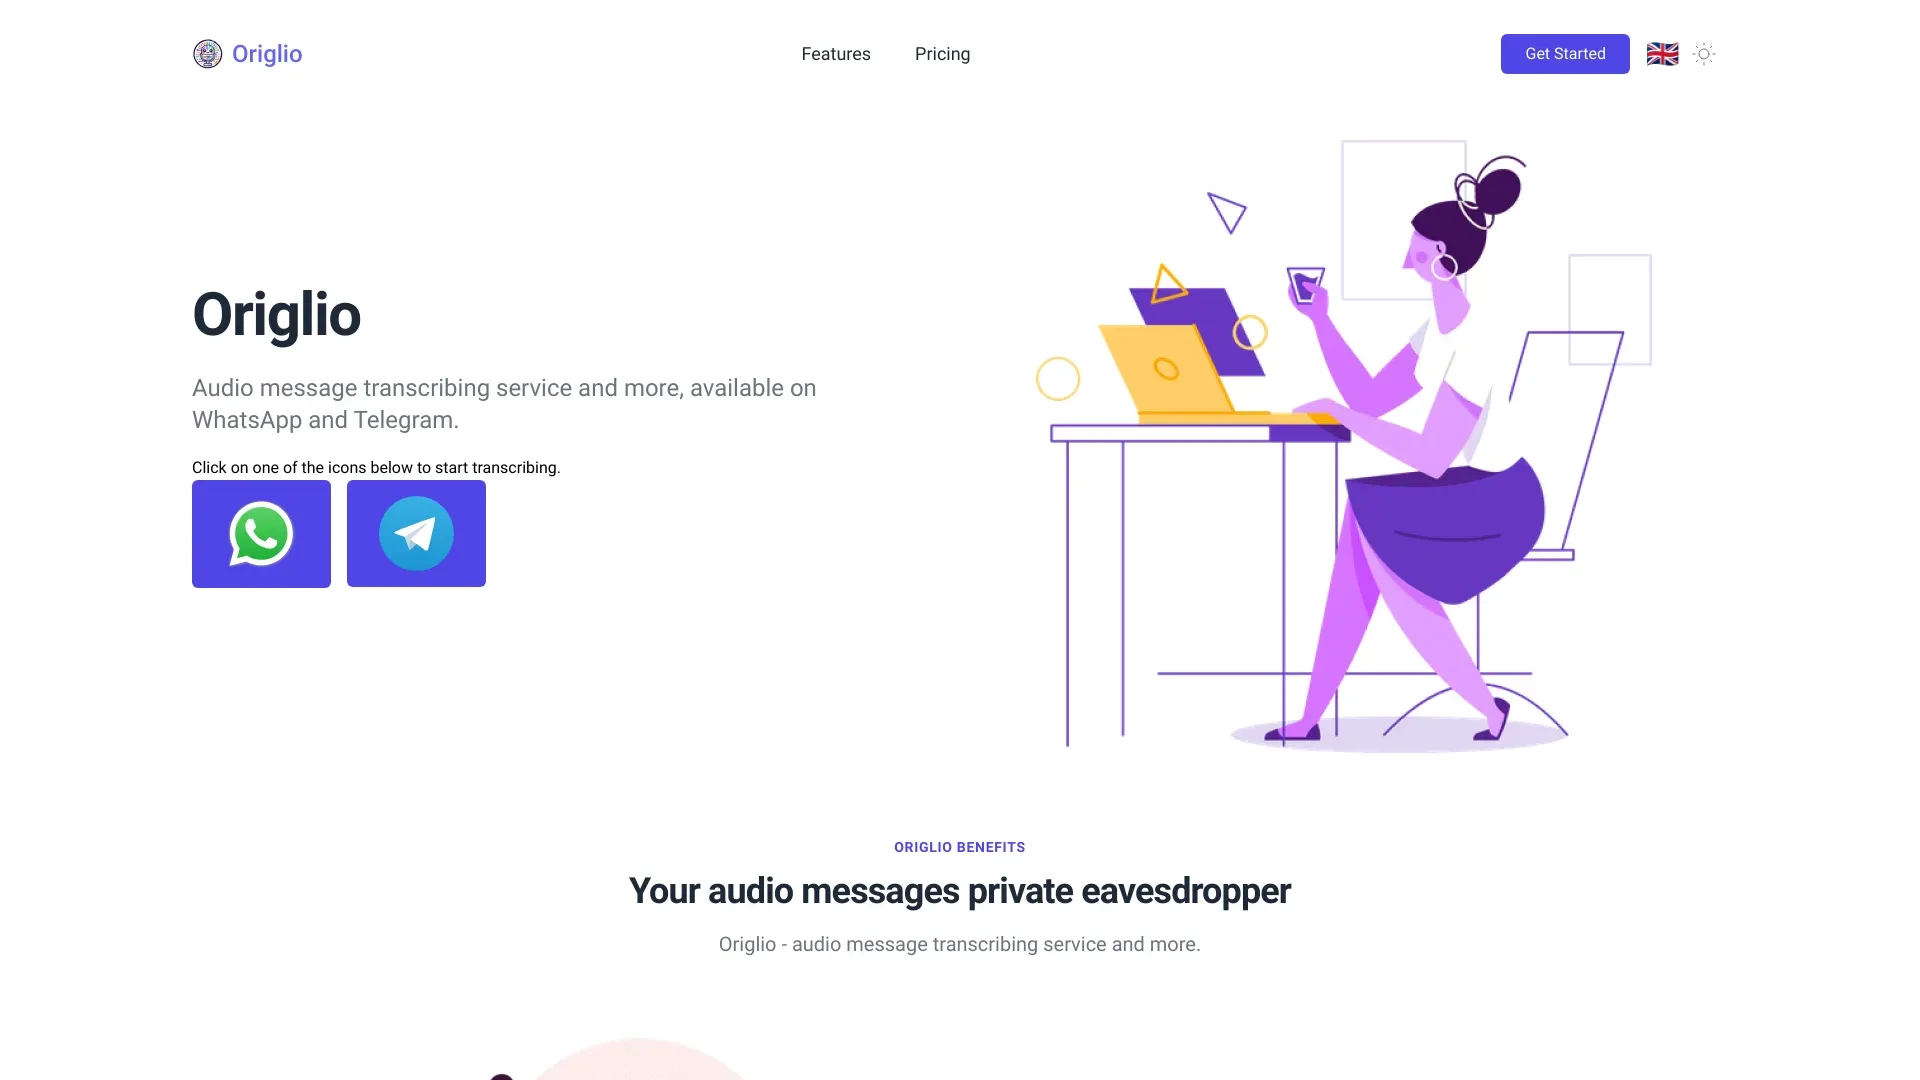 Origlio
Features
Pricing
Get Started
Origlio
Audio message transcribing service and more, available on
WhatsApp and Telegram.
Click on one of the icons below to start transcribing.
ORIGLIO BENEFITS
Your audio messages private eavesdropper
Origlio - audio message transcribing service and more.